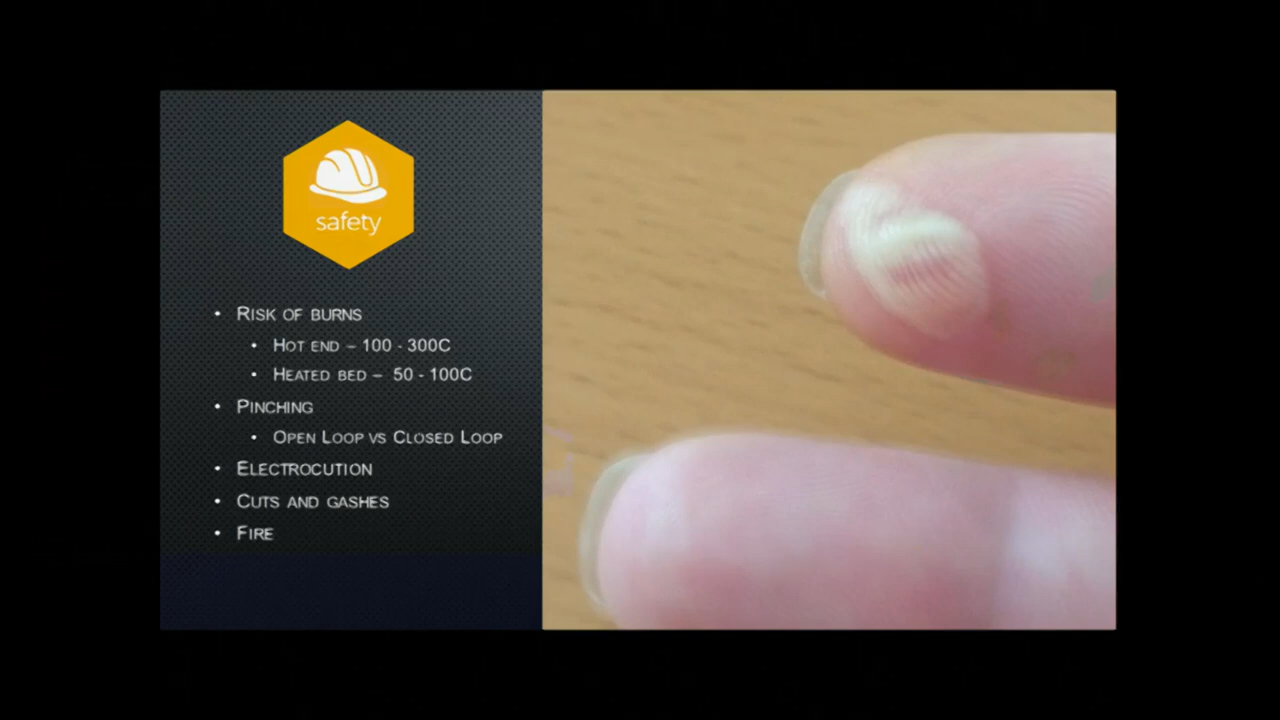 safety
• RISK OF BURNS
• HOT END – 100 - 300C
• HEATED BED – 50 - 100C
• PINCHING
• OPEN LOOP VS CLOSED LOOP
• ELECTROCUTION
• CUTS AND GASHES
• FIRE